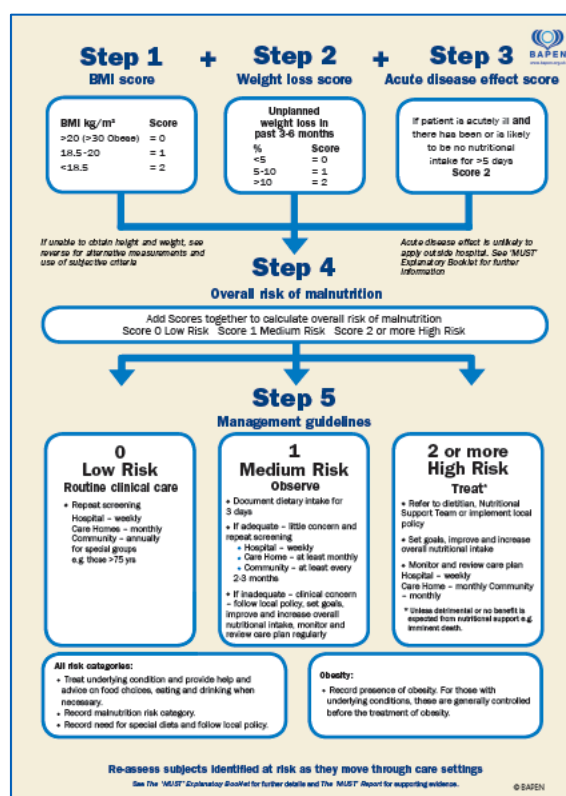 Step 1 + Step 2 + Step 3
BAPEN
www.bapen.org.uk
BMI score
Weight loss score
Acute disease effect score
BMI kg/m² Score
>20 (>30 Obese) = 0
18.5-20 = 1
<18.5 = 2
Unplanned
weight loss in
past 3-6 months
% Score
<5 = 0
5-10 = 1
>10 = 2
If patient is acutely ill and
there has been or is likely
to be no nutritional
intake for >5 days
Score 2
If unable to obtain height and weight, see
reverse for alternative measurements and
use of subjective criteria
Acute disease effect is unlikely to
apply outside hospital. See 'MUST'
Explanatory Booklet for further
information
Step 4
Overall risk of malnutrition
Add Scores together to calculate overall risk of malnutrition
Score 0 Low Risk Score 1 Medium Risk Score 2 or more High Risk
Step 5
Management guidelines
0
Low Risk
Routine clinical care
• Repeat screening
Hospital – weekly
Care Homes – monthly
Community – annually
for special groups
e.g. those >75 yrs
1
Medium Risk
Observe
• Document dietary intake for
3 days
• If adequate – little concern and
repeat screening
• Hospital – weekly
• Care Home – at least monthly
• Community – at least every
2-3 months
• If inadequate – clinical concern
– follow local policy, set goals,
improve and increase overall
nutritional intake, monitor and
review care plan regularly
2 or more
High Risk
Treat*
• Refer to dietitian, Nutritional
Support Team or implement local
policy
• Set goals, improve and increase
overall nutritional intake
• Monitor and review care plan
Hospital – weekly
Care Home – monthly Community
– monthly
* Unless detrimental or no benefit is
expected from nutritional support e.g.
imminent death.
All risk categories:
• Treat underlying condition and provide help and
advice on food choices, eating and drinking when
necessary.
• Record malnutrition risk category.
• Record need for special diets and follow local policy.
Obesity:
• Record presence of obesity. For those with
underlying conditions, these are generally controlled
before the treatment of obesity.
Re-assess subjects identified at risk as they move through care settings
See The 'MUST' Explanatory Booklet for further details and The 'MUST' Report for supporting evidence.
© BAPEN